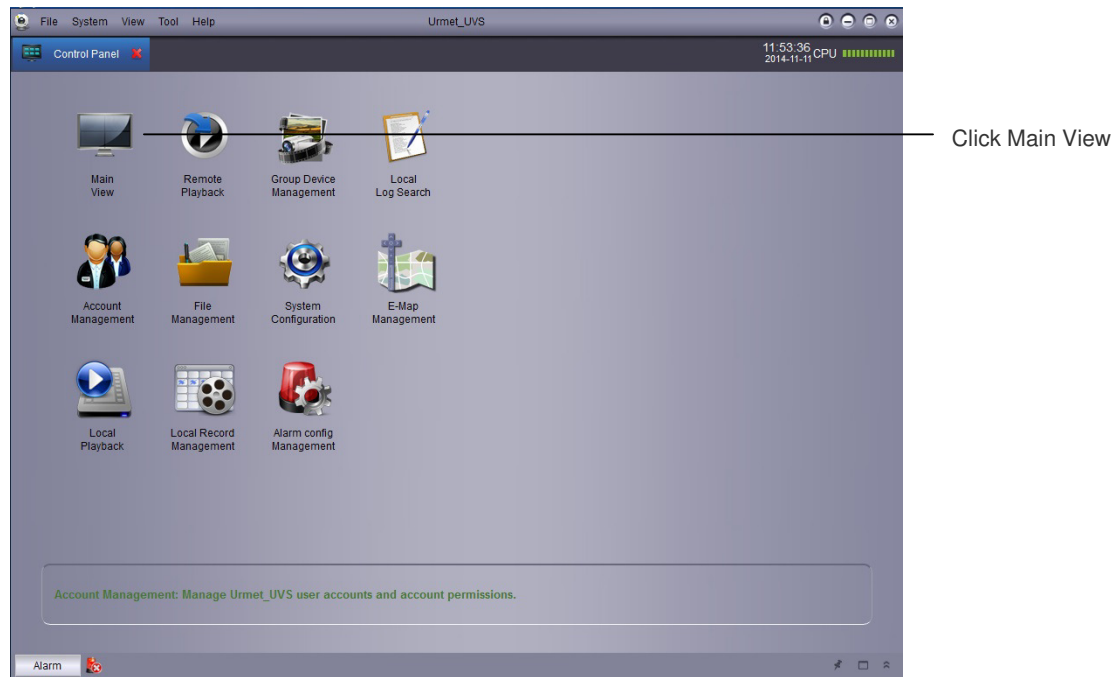 File System View Tool Help Urmet_UVS
Control Panel
11:53:36
2014-11-11 CPU
Click Main View
Main
View
Remote
Playback
Group Device
Management
Local
Log Search
Account
Management
File
Management
System
Configuration
E-Map
Management
Local
Playback
Local Record
Management
Alarm config
Management
Account Management: Manage Urmet_UVS user accounts and account permissions.
Alarm